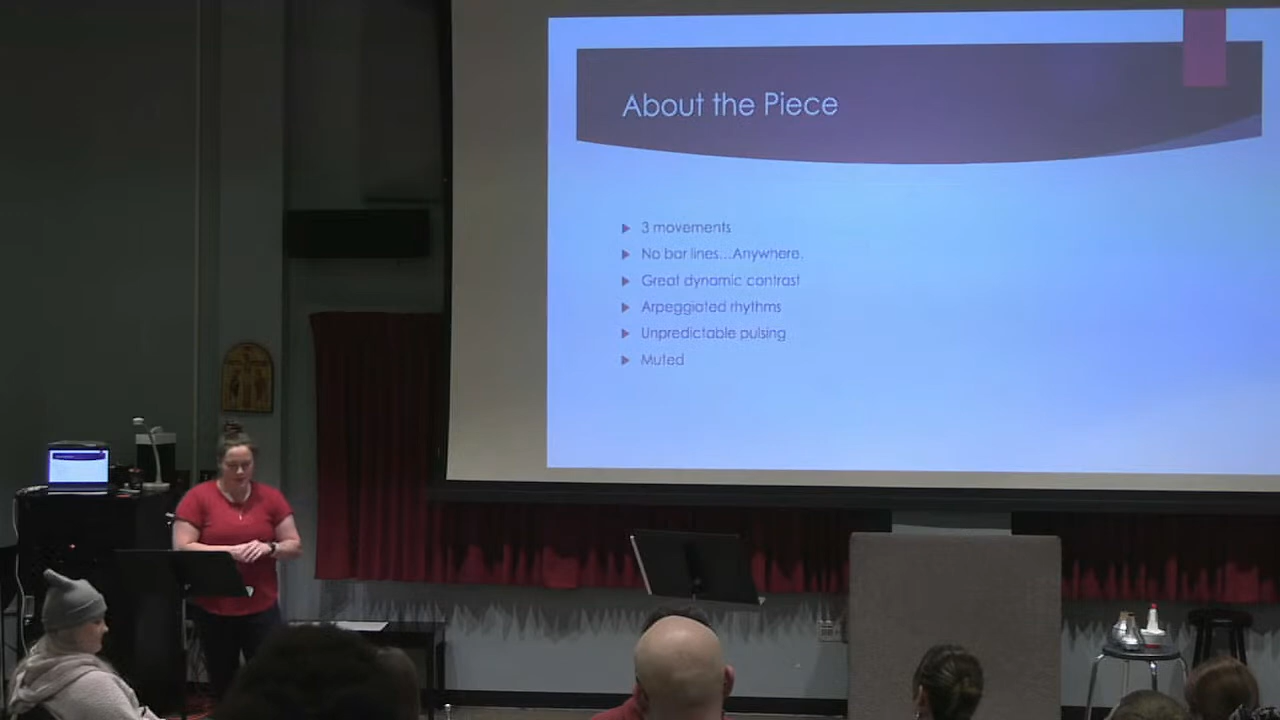 About the Piece
3 movements
No bar lines...Anywhere.
Great dynamic contrast
Arpeggiated rhythms
Unpredictable pulsing
Muted